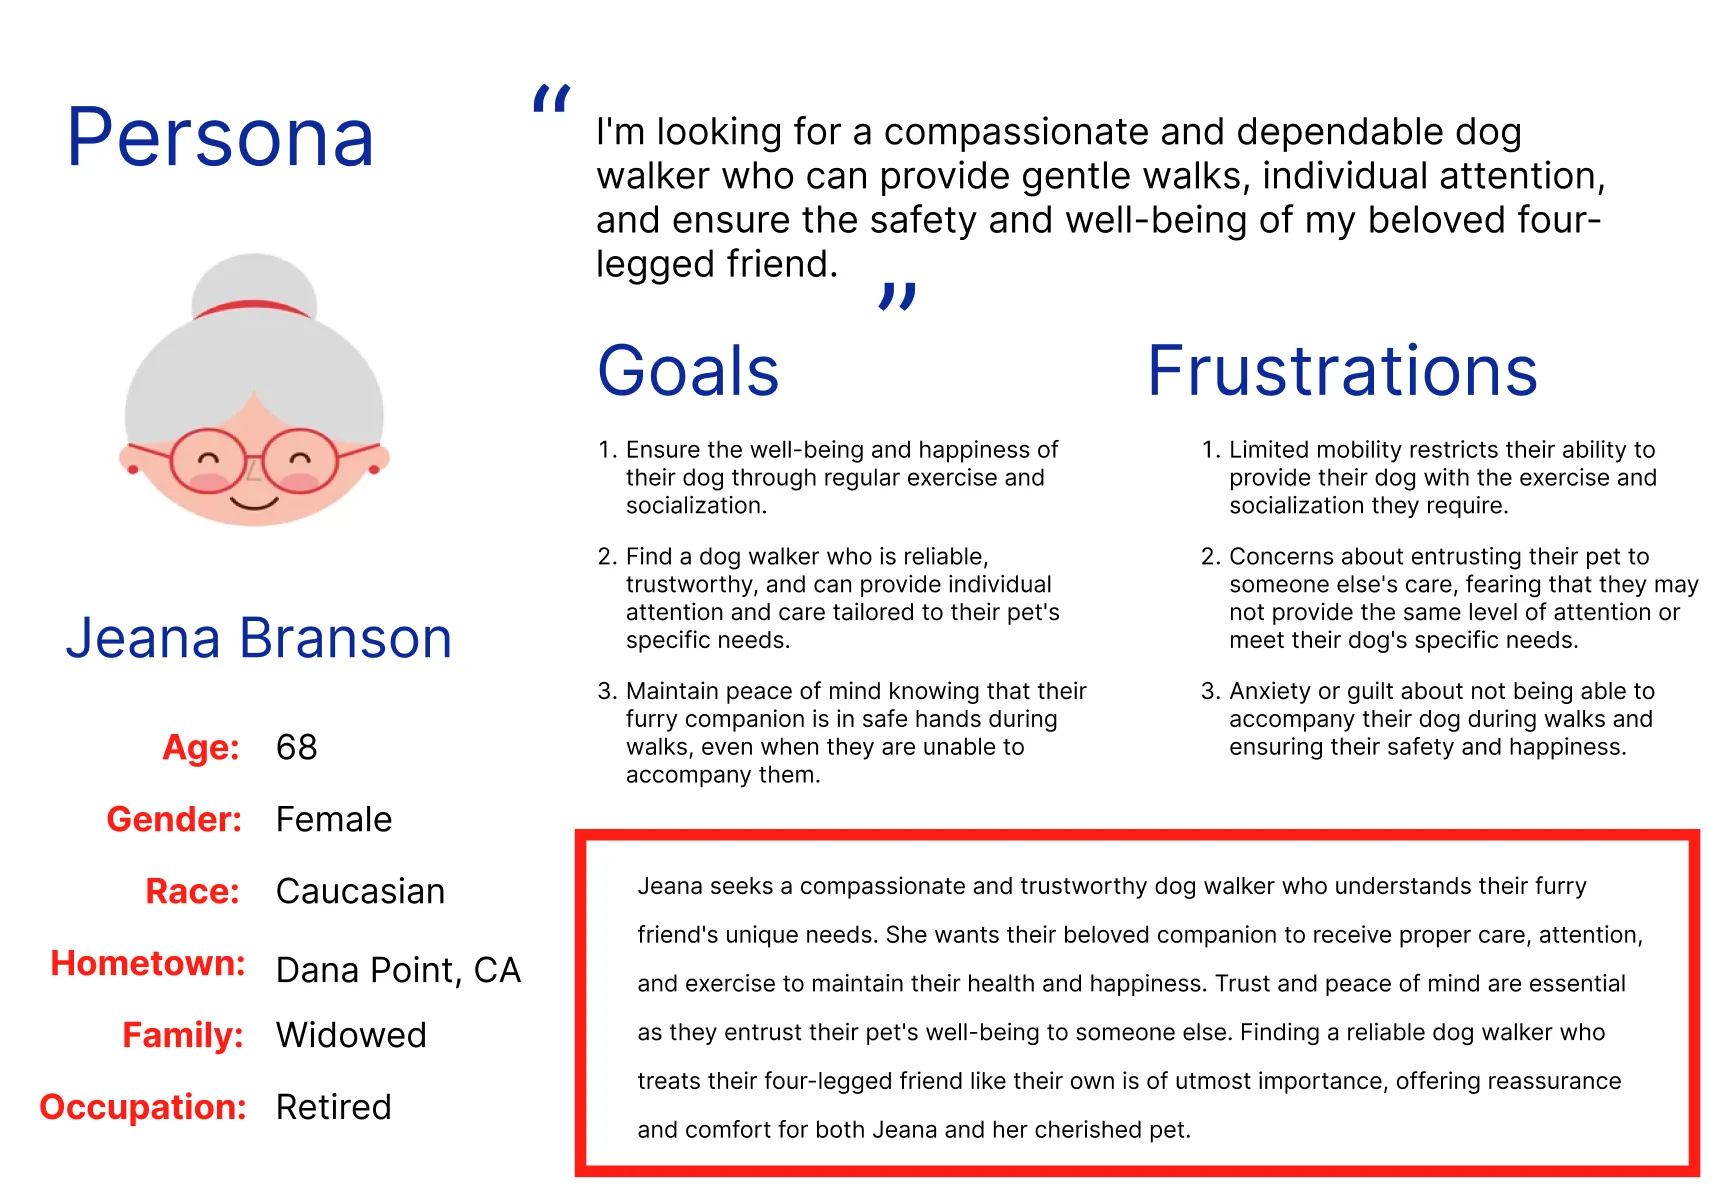 Persona
“
I'm looking for a compassionate and dependable dog
walker who can provide gentle walks, individual attention,
and ensure the safety and well-being of my beloved four-
legged friend.
”
Jeana Branson
Age: 68
Gender: Female
Race: Caucasian
Hometown: Dana Point, CA
Family: Widowed
Occupation: Retired
Goals
1. Ensure the well-being and happiness of
their dog through regular exercise and
socialization.
2. Find a dog walker who is reliable,
trustworthy, and can provide individual
attention and care tailored to their pet's
specific needs.
3. Maintain peace of mind knowing that their
furry companion is in safe hands during
walks, even when they are unable to
accompany them.
Frustrations
1. Limited mobility restricts their ability to
provide their dog with the exercise and
socialization they require.
2. Concerns about entrusting their pet to
someone else's care, fearing that they may
not provide the same level of attention or
meet their dog's specific needs.
3. Anxiety or guilt about not being able to
accompany their dog during walks and
ensuring their safety and happiness.
Jeana seeks a compassionate and trustworthy dog walker who understands their furry
friend's unique needs. She wants their beloved companion to receive proper care, attention,
and exercise to maintain their health and happiness. Trust and peace of mind are essential
as they entrust their pet's well-being to someone else. Finding a reliable dog walker who
treats their four-legged friend like their own is of utmost importance, offering reassurance
and comfort for both Jeana and her cherished pet.